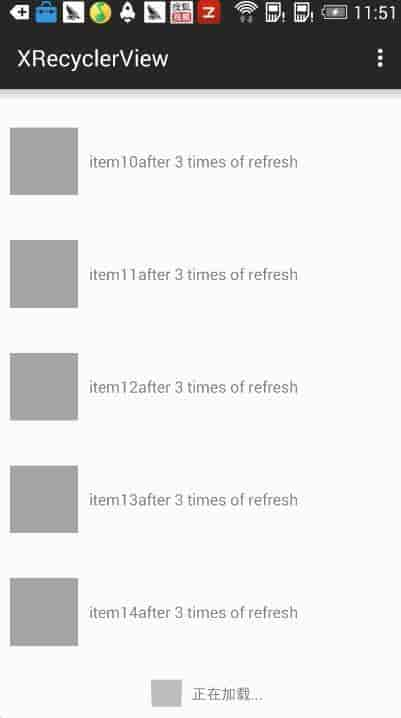 11:51
XRecyclerView
item10after 3 times of refresh
item11after 3 times of refresh
item12after 3 times of refresh
item13after 3 times of refresh
item14after 3 times of refresh
正在加载...